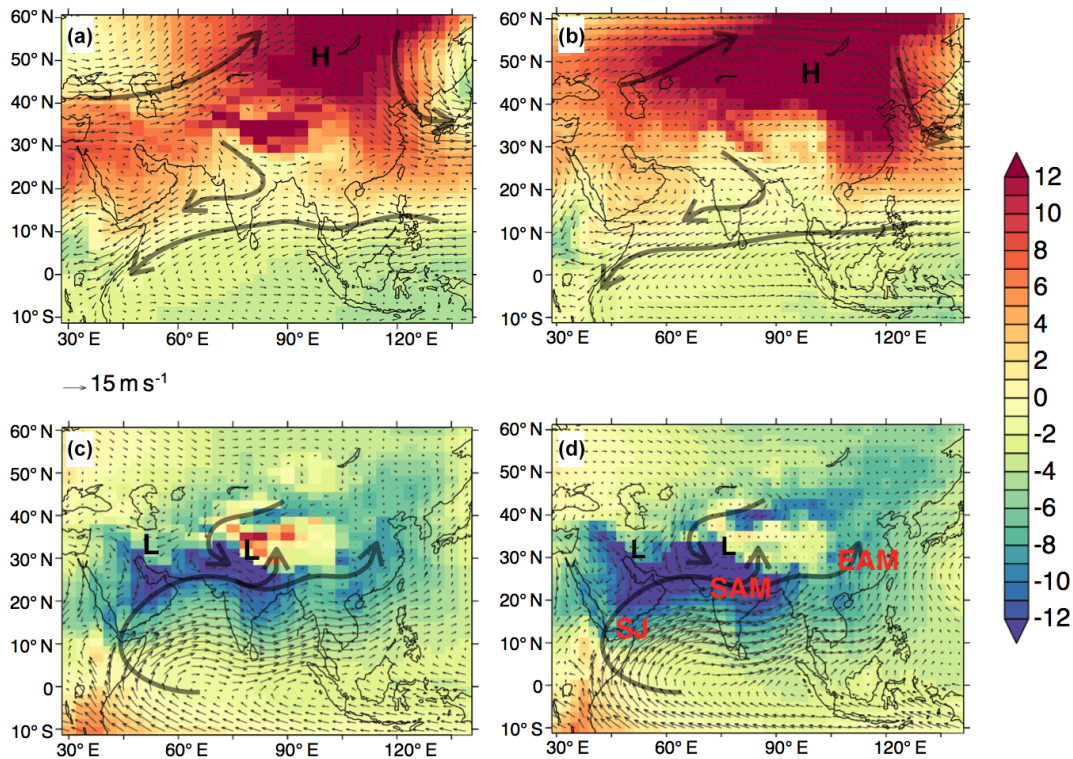 (a)
H
60° N
50° N
40° N
30° N
20° N
10° N
0
10° S
30° E
60 E
90° E
120° E
(b)
H
60° N
50° N
40° N
30° N
20° N
10° N
0
10° S
30° E
60° E
90° E
120° E
15 m s⁻¹
12
10
8
6
4
2
0
-2
-4
-6
-8
-10
-12
(c)
L
L
60° N
50° N
40° N
30° N
20° N
10° N
0
10° S
30° E
60° E
90° E
120° E
(d)
L
L
EAM
SAM
SJ
60° N
50° N
40° N
30° N
20° N
10° N
0
10° S
30° E
60° E
90° E
120° E